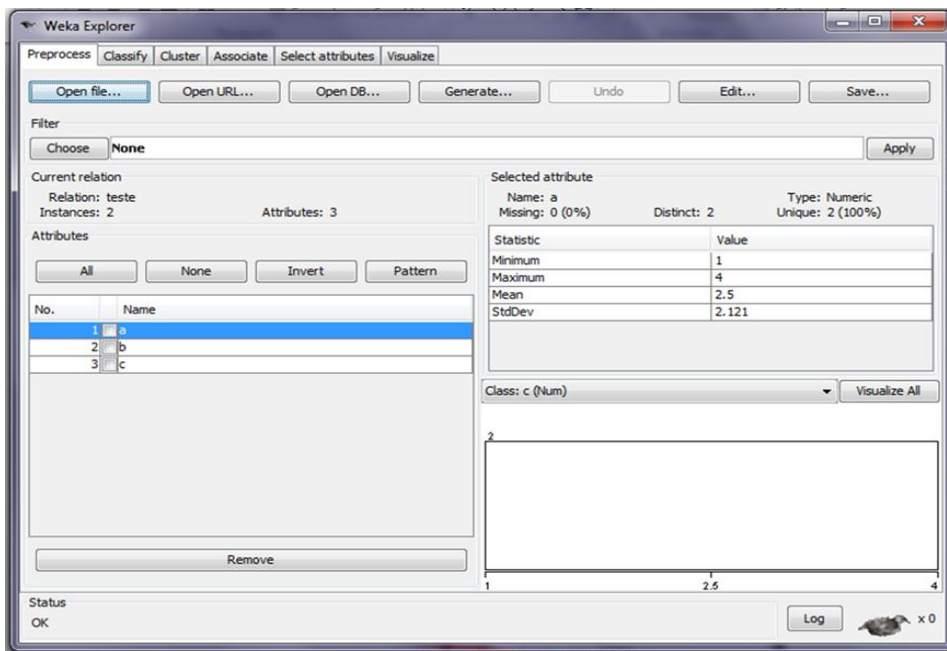 Weka Explorer
Preprocess Classify Cluster Associate Select attributes Visualize
Open file... Open URL... Open DB... Generate... Undo Edit... Save...
Filter
Choose None Apply
Current relation
Relation: teste
Instances: 2 Attributes: 3
Selected attribute
Name: a Type: Numeric
Missing: 0 (0%) Distinct: 2 Unique: 2 (100%)
Attributes
All None Invert Pattern
No. Name
1 a
2 b
3 c
Remove
Statistic Value
Minimum 1
Maximum 4
Mean 2.5
StdDev 2.121
Class: c (Num) Visualize All
2
1 2.5 4
Status
OK
Log x 0